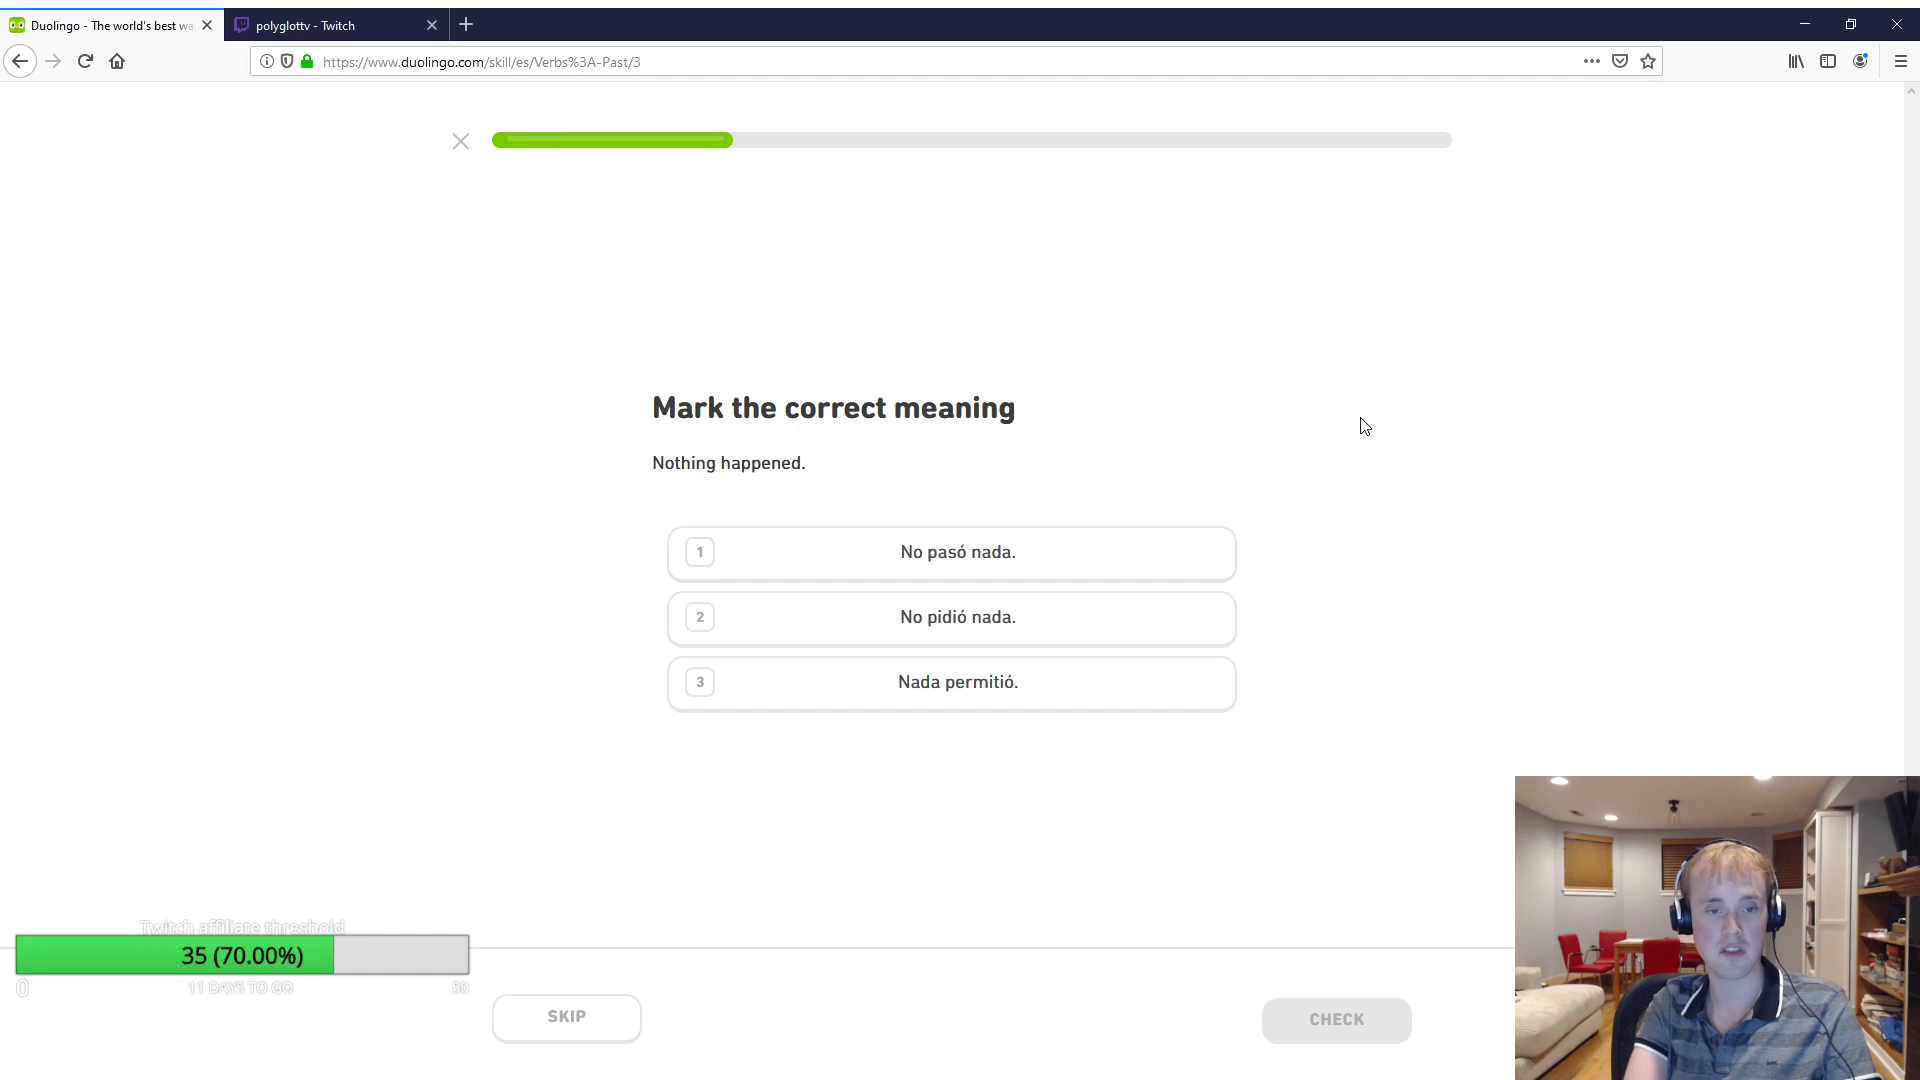 Duolingo - The world's best wa
polyglottv - Twitch
https://www.duolingo.com/skill/es/Verbs%3A-Past/3
Mark the correct meaning
Nothing happened.
1 No pasó nada.
2 No pidió nada.
3 Nada permitió.
Twitch affiliate threshold
35 (70.00%)
0 11 DAYS TO GO 50
SKIP
CHECK